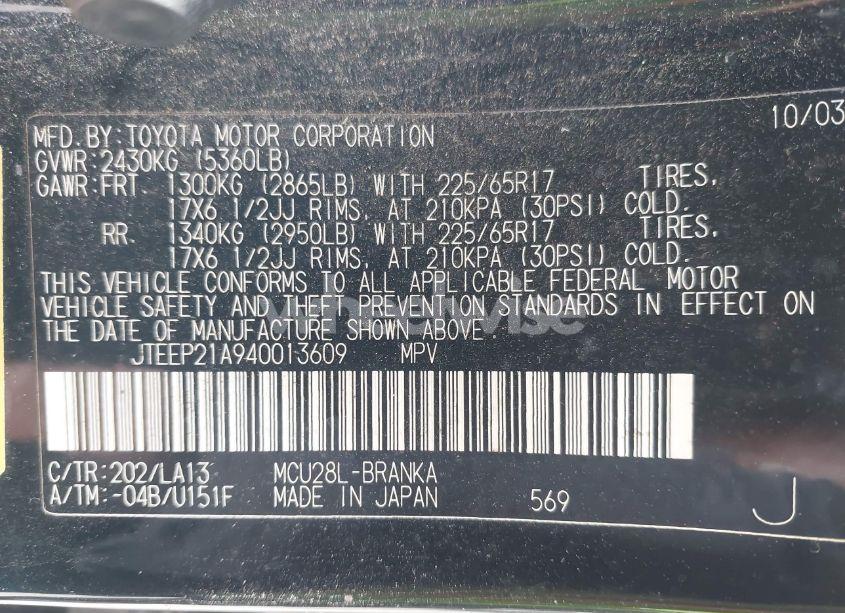 10/03
MFD.BY:TOYOTA MOTOR CORPORATION
GVWR:2430KG (5360LB)
GAWR:FRT. 1300KG (2865LB) WITH 225/65R17 TIRES,
17X6 1/2JJ RIMS, AT 210KPA (30PSI) COLD.
RR. 1340KG (2950LB) WITH 225/65R17 TIRES,
17X6 1/2JJ RIMS, AT 210KPA (30PSI) COLD.
THIS VEHICLE CONFORMS TO ALL APPLICABLE FEDERAL MOTOR
VEHICLE SAFETY AND THEFT PREVENTION STANDARDS IN EFFECT ON
THE DATE OF MANUFACTURE SHOWN ABOVE.
JTEEP21A940013609 MPV
C/TR:202/LA13 MCU28L-BRANKA
A/TM:-04B/U151F MADE IN JAPAN 569 J